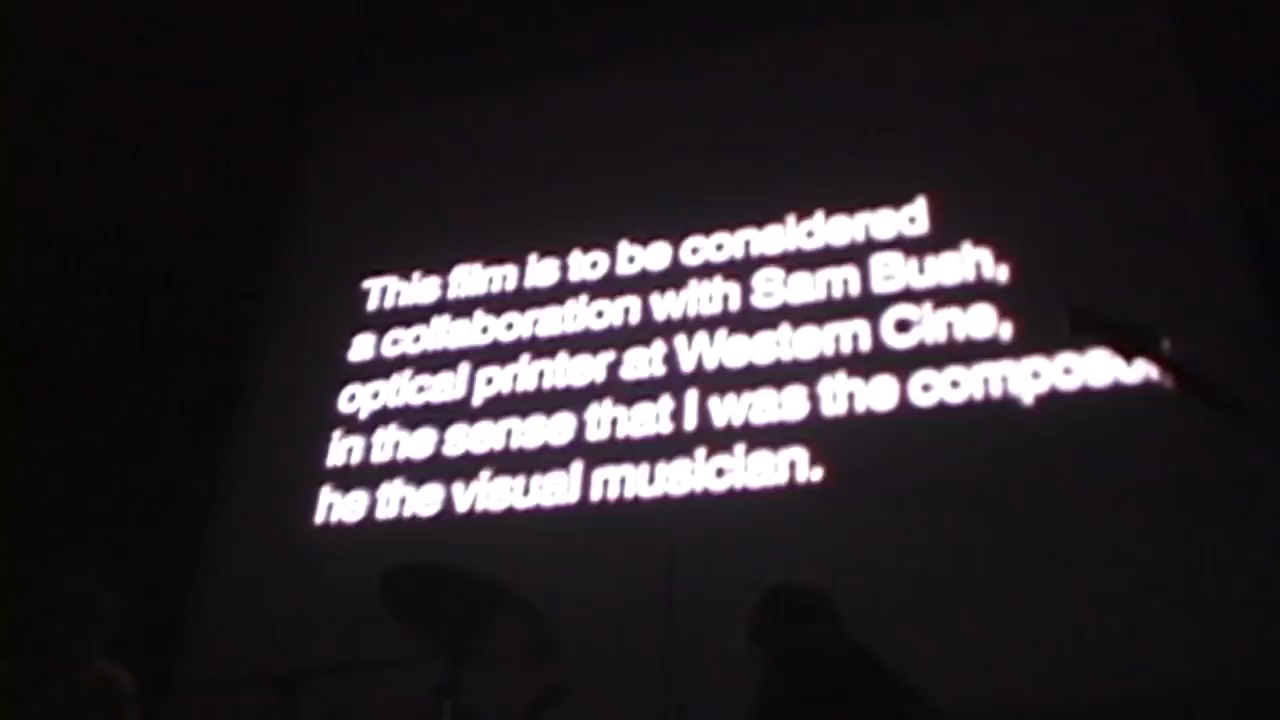 This film is to be considered
a collaboration with Sam Bush,
optical printer at Western Cine,
in the sense that I was the composer,
he the visual musician.